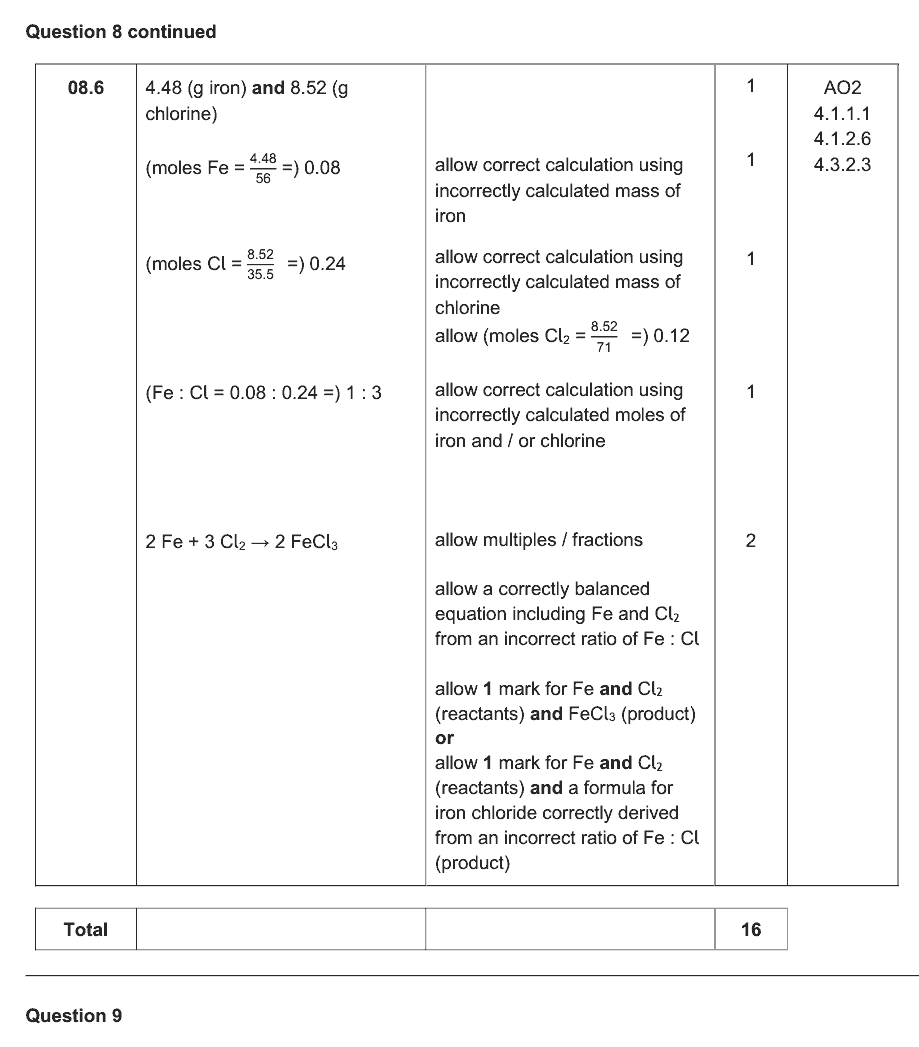 Question 8 continued
08.6
4.48 (g iron) and 8.52 (g
chlorine)
1
AO2
4.1.1.1
4.1.2.6
4.3.2.3
(moles Fe = 4.48/56 =) 0.08
allow correct calculation using
incorrectly calculated mass of
iron
1
(moles Cl = 8.52/35.5 =) 0.24
allow correct calculation using
incorrectly calculated mass of
chlorine
allow (moles Cl₂ = 8.52/71 =) 0.12
1
(Fe : Cl = 0.08 : 0.24 =) 1 : 3
allow correct calculation using
incorrectly calculated moles of
iron and / or chlorine
1
2 Fe + 3 Cl₂ → 2 FeCl₃
allow multiples / fractions
2
allow a correctly balanced
equation including Fe and Cl₂
from an incorrect ratio of Fe : Cl
allow 1 mark for Fe and Cl₂
(reactants) and FeCl₃ (product)
or
allow 1 mark for Fe and Cl₂
(reactants) and a formula for
iron chloride correctly derived
from an incorrect ratio of Fe : Cl
(product)
Total
16
Question 9